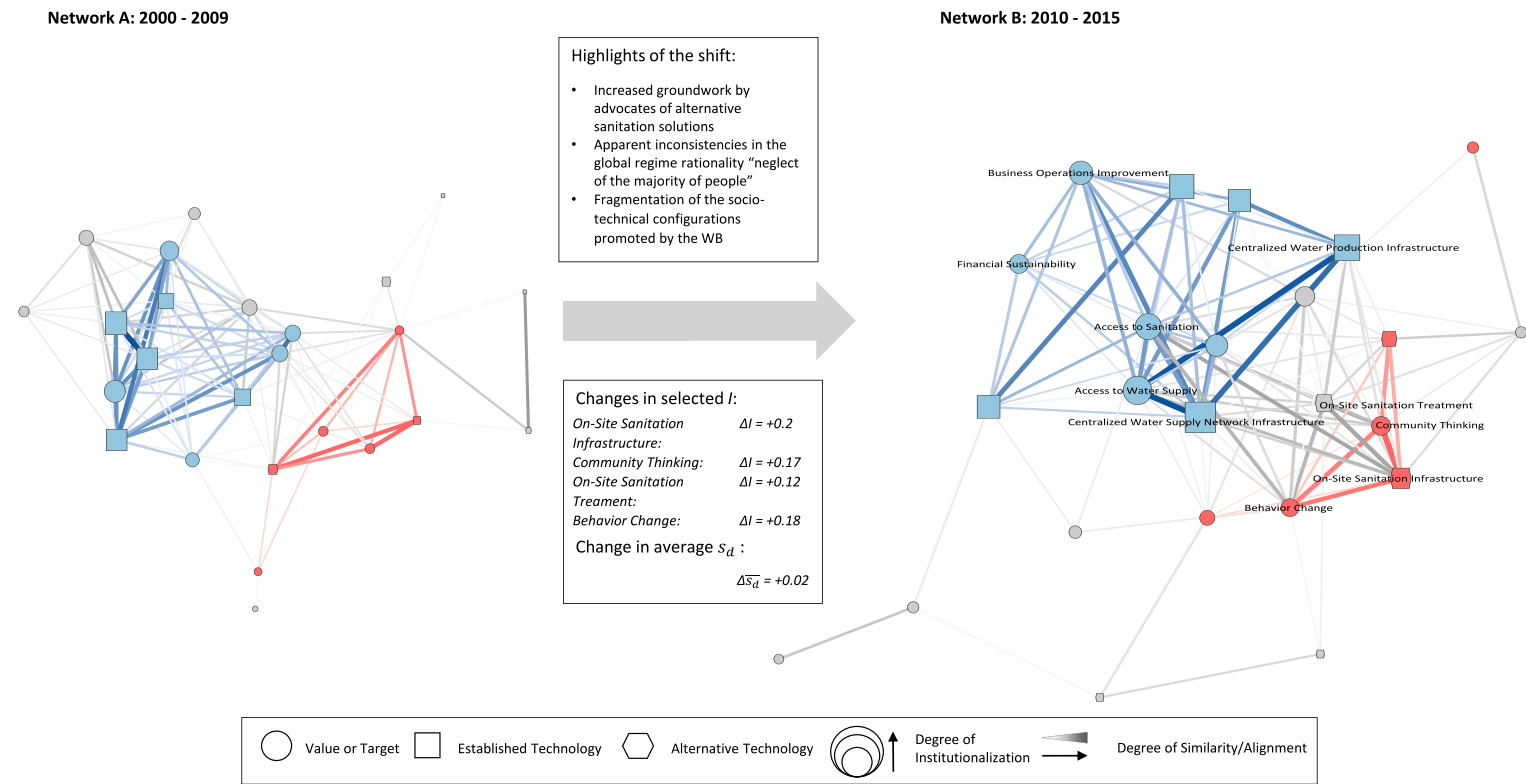 Network A: 2000 - 2009
Network B: 2010 - 2015
Highlights of the shift:
• Increased groundwork by
advocates of alternative
sanitation solutions
• Apparent inconsistencies in the
global regime rationality “neglect
of the majority of people”
• Fragmentation of the socio-
technical configurations
promoted by the WB
Changes in selected I:
On-Site Sanitation ΔI = +0.2
Infrastructure:
Community Thinking: ΔI = +0.17
On-Site Sanitation ΔI = +0.12
Treament:
Behavior Change: ΔI = +0.18
Change in average s_d :
Δs̅_d̅ = +0.02
Business Operations Improvement
Centralized Water Production Infrastructure
Financial Sustainability
Access to Sanitation
Access to Water Supply
On-Site Sanitation Treatment
Centralized Water Supply Network Infrastructure
Community Thinking
On-Site Sanitation Infrastructure
Behavior Change
Value or Target
Established Technology
Alternative Technology
Degree of
Institutionalization
Degree of Similarity/Alignment